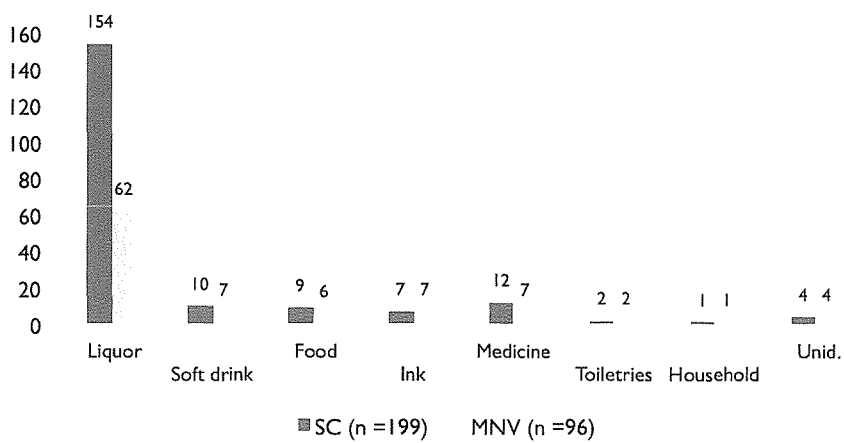 154
160
140
120
100
80
60
40
20
0
62
10 7
9 6
7 7
12 7
2 2
1 1
4 4
Liquor
Soft drink
Food
Ink
Medicine
Toiletries
Household
Unid.
SC (n =199) MNV (n =96)